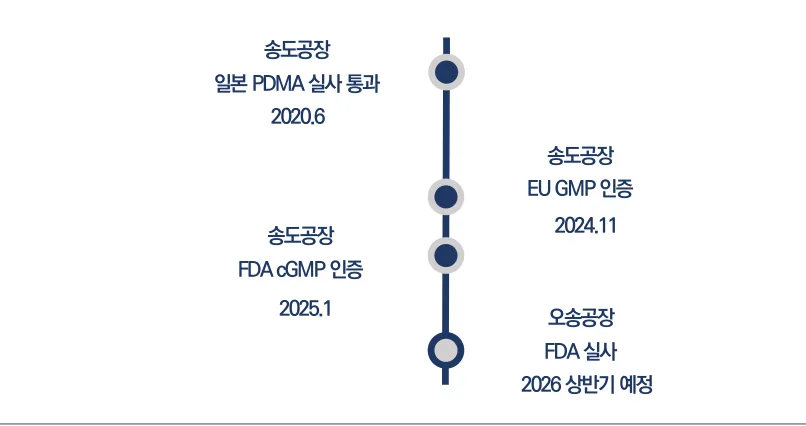 송도공장
일본 PDMA 실사 통과
2020.6
송도공장
EU GMP 인증
2024.11
송도공장
FDA cGMP 인증
2025.1
오송공장
FDA 실사
2026 상반기 예정